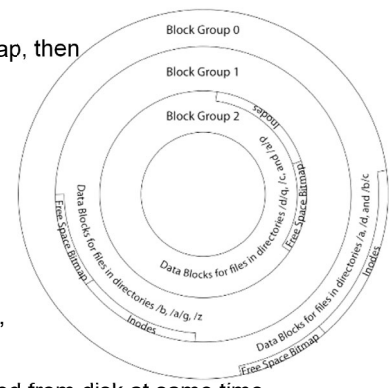 Block Group 0
ap, then
Block Group 1
Block Group 2
Inodes
Data Blocks for files in directories /d/q, /c, and /a/p
Free Space Bitmap
Data Blocks for files in directories /b, /a/g, /z
Free Space Bitmap
Inodes
Data Blocks for files in directories /a, /d, and /b/c
Inodes
Free Space Bitmap
,
ed from disk at same time